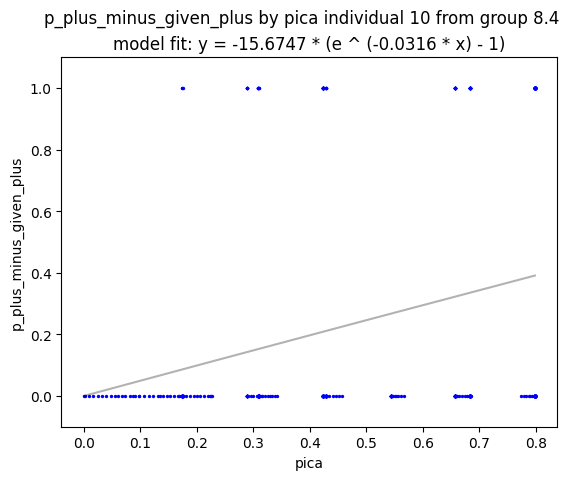 p_plus_minus_given_plus by pica individual 10 from group 8.4
model fit: y = -15.6747 * (e ^ (-0.0316 * x) - 1)
1.0
0.8
0.6
0.4
0.2
0.0
p_plus_minus_given_plus
0.0 0.1 0.2 0.3 0.4 0.5 0.6 0.7 0.8
pica